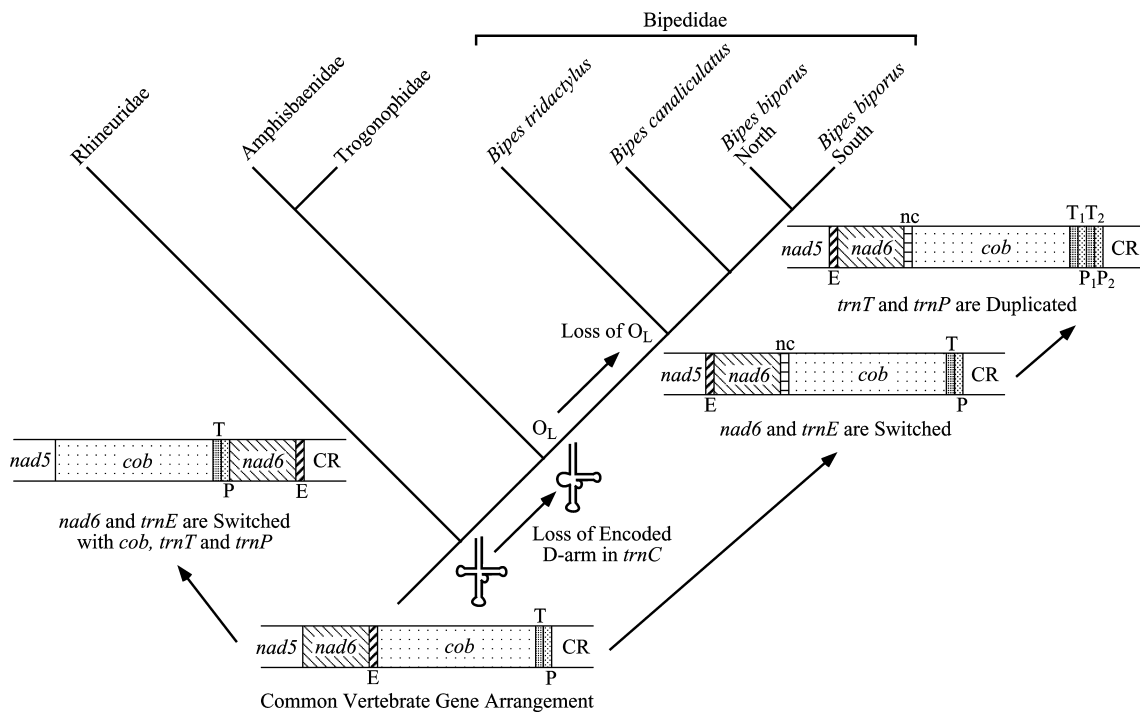 Bipedidae
Rhineuridae
Amphisbaenidae
Trogonophidae
Bipes tridactylus
Bipes canaliculatus
Bipes biporus
North
Bipes biporus
South
nc
T₁T₂
nad5
nad6
cob
CR
E
P₁P₂
trnT and trnP are Duplicated
Loss of O_L
nc
T
nad5
nad6
cob
CR
E
P
nad6 and trnE are Switched
O_L
T
nad5
cob
nad6
CR
P
E
nad6 and trnE are Switched
with cob, trnT and trnP
Loss of Encoded
D-arm in trnC
T
nad5
nad6
cob
CR
E
P
Common Vertebrate Gene Arrangement